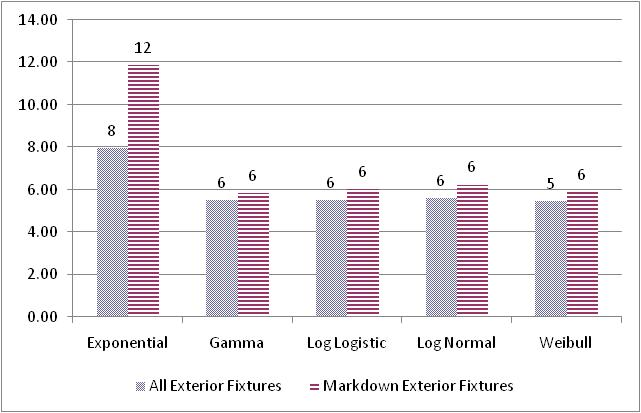 14.00
12.00
10.00
8.00
6.00
4.00
2.00
0.00
8 12 6 6 6 6 6 6 5 6
Exponential Gamma Log Logistic Log Normal Weibull
All Exterior Fixtures Markdown Exterior Fixtures